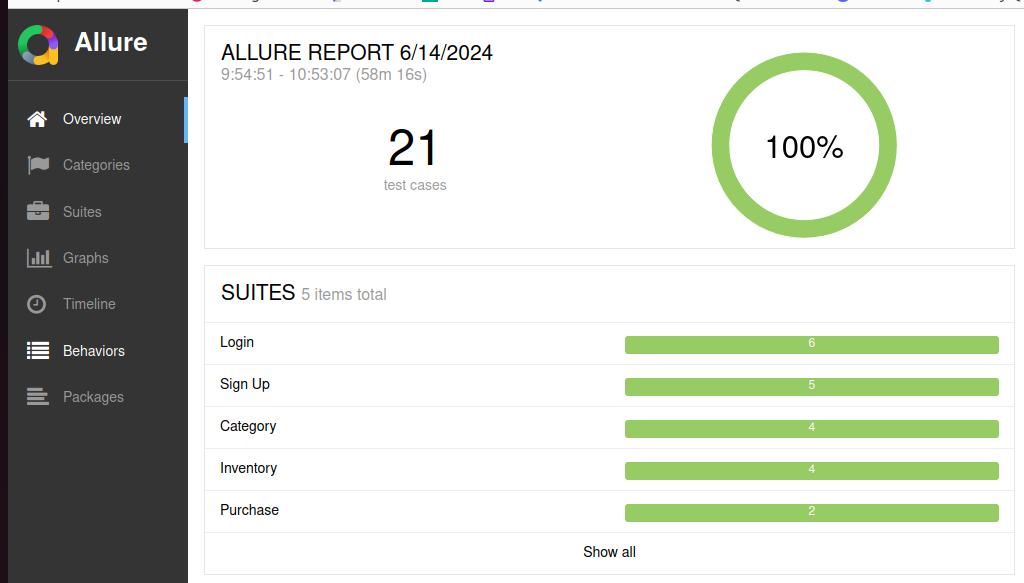 Allure
Overview
Categories
Suites
Graphs
Timeline
Behaviors
Packages
ALLURE REPORT 6/14/2024
9:54:51 - 10:53:07 (58m 16s)
21
test cases
100%
SUITES 5 items total
Login 6
Sign Up 5
Category 4
Inventory 4
Purchase 2
Show all